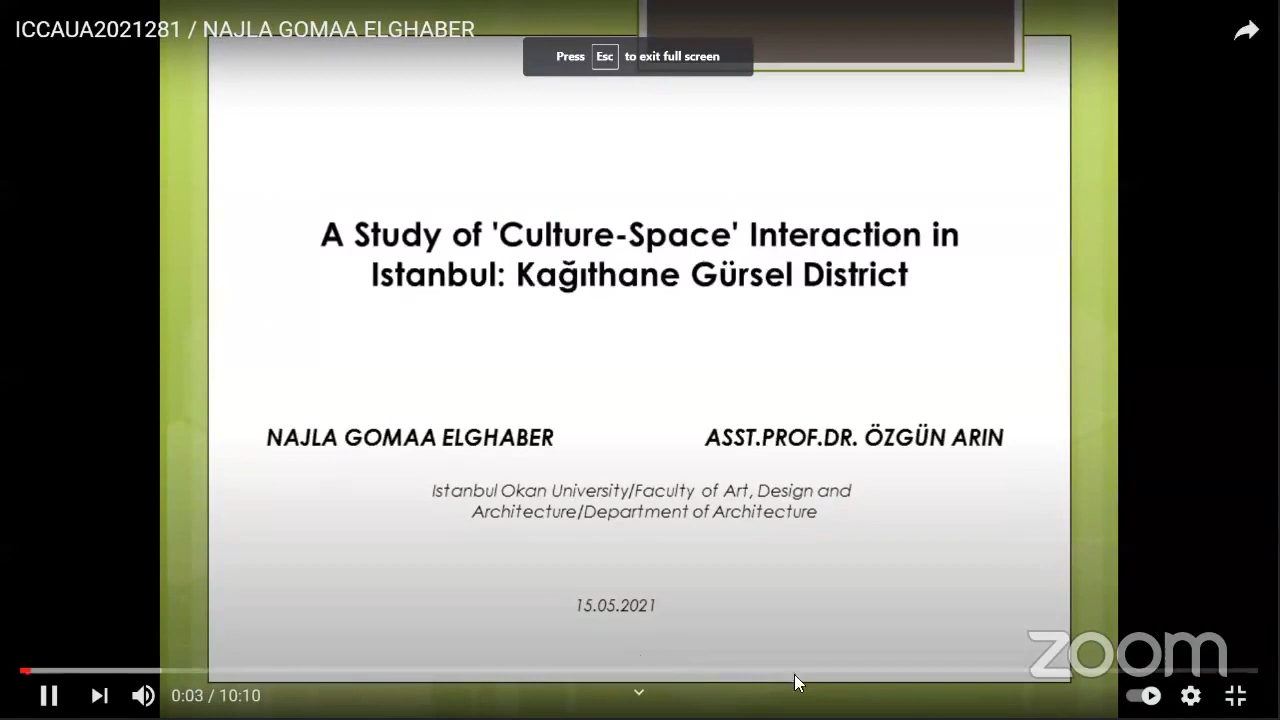 ICCAUA2021281 / NAJLA GOMAA ELGHABER
Press Esc to exit full screen
A Study of 'Culture-Space' Interaction in
Istanbul: Kağıthane Gürsel District
NAJLA GOMAA ELGHABER
ASST.PROF.DR. ÖZGÜN ARIN
Istanbul Okan University/Faculty of Art, Design and
Architecture/Department of Architecture
15.05.2021
zoom
0:03 / 10:10